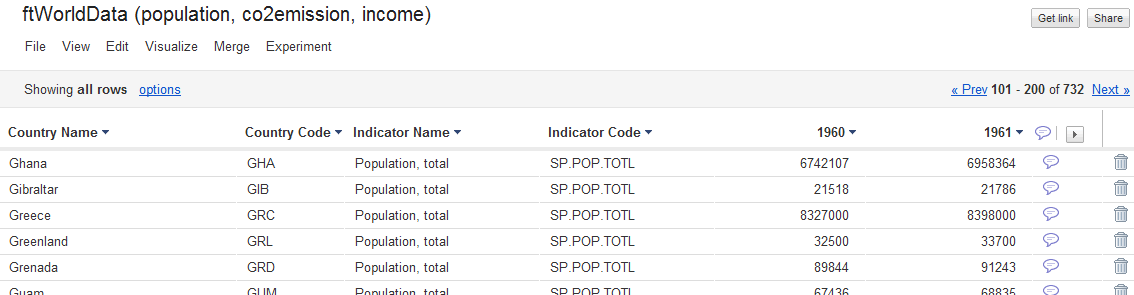 ftWorldData (population, co2emission, income)
Get link Share
File View Edit Visualize Merge Experiment
Showing all rows options « Prev 101 - 200 of 732 Next »
Country Name Country Code Indicator Name Indicator Code 1960 1961
Ghana GHA Population, total SP.POP.TOTL 6742107 6958364
Gibraltar GIB Population, total SP.POP.TOTL 21518 21786
Greece GRC Population, total SP.POP.TOTL 8327000 8398000
Greenland GRL Population, total SP.POP.TOTL 32500 33700
Grenada GRD Population, total SP.POP.TOTL 89844 91243
Guam GUM Population, total SP.POP.TOTL 67436 68835